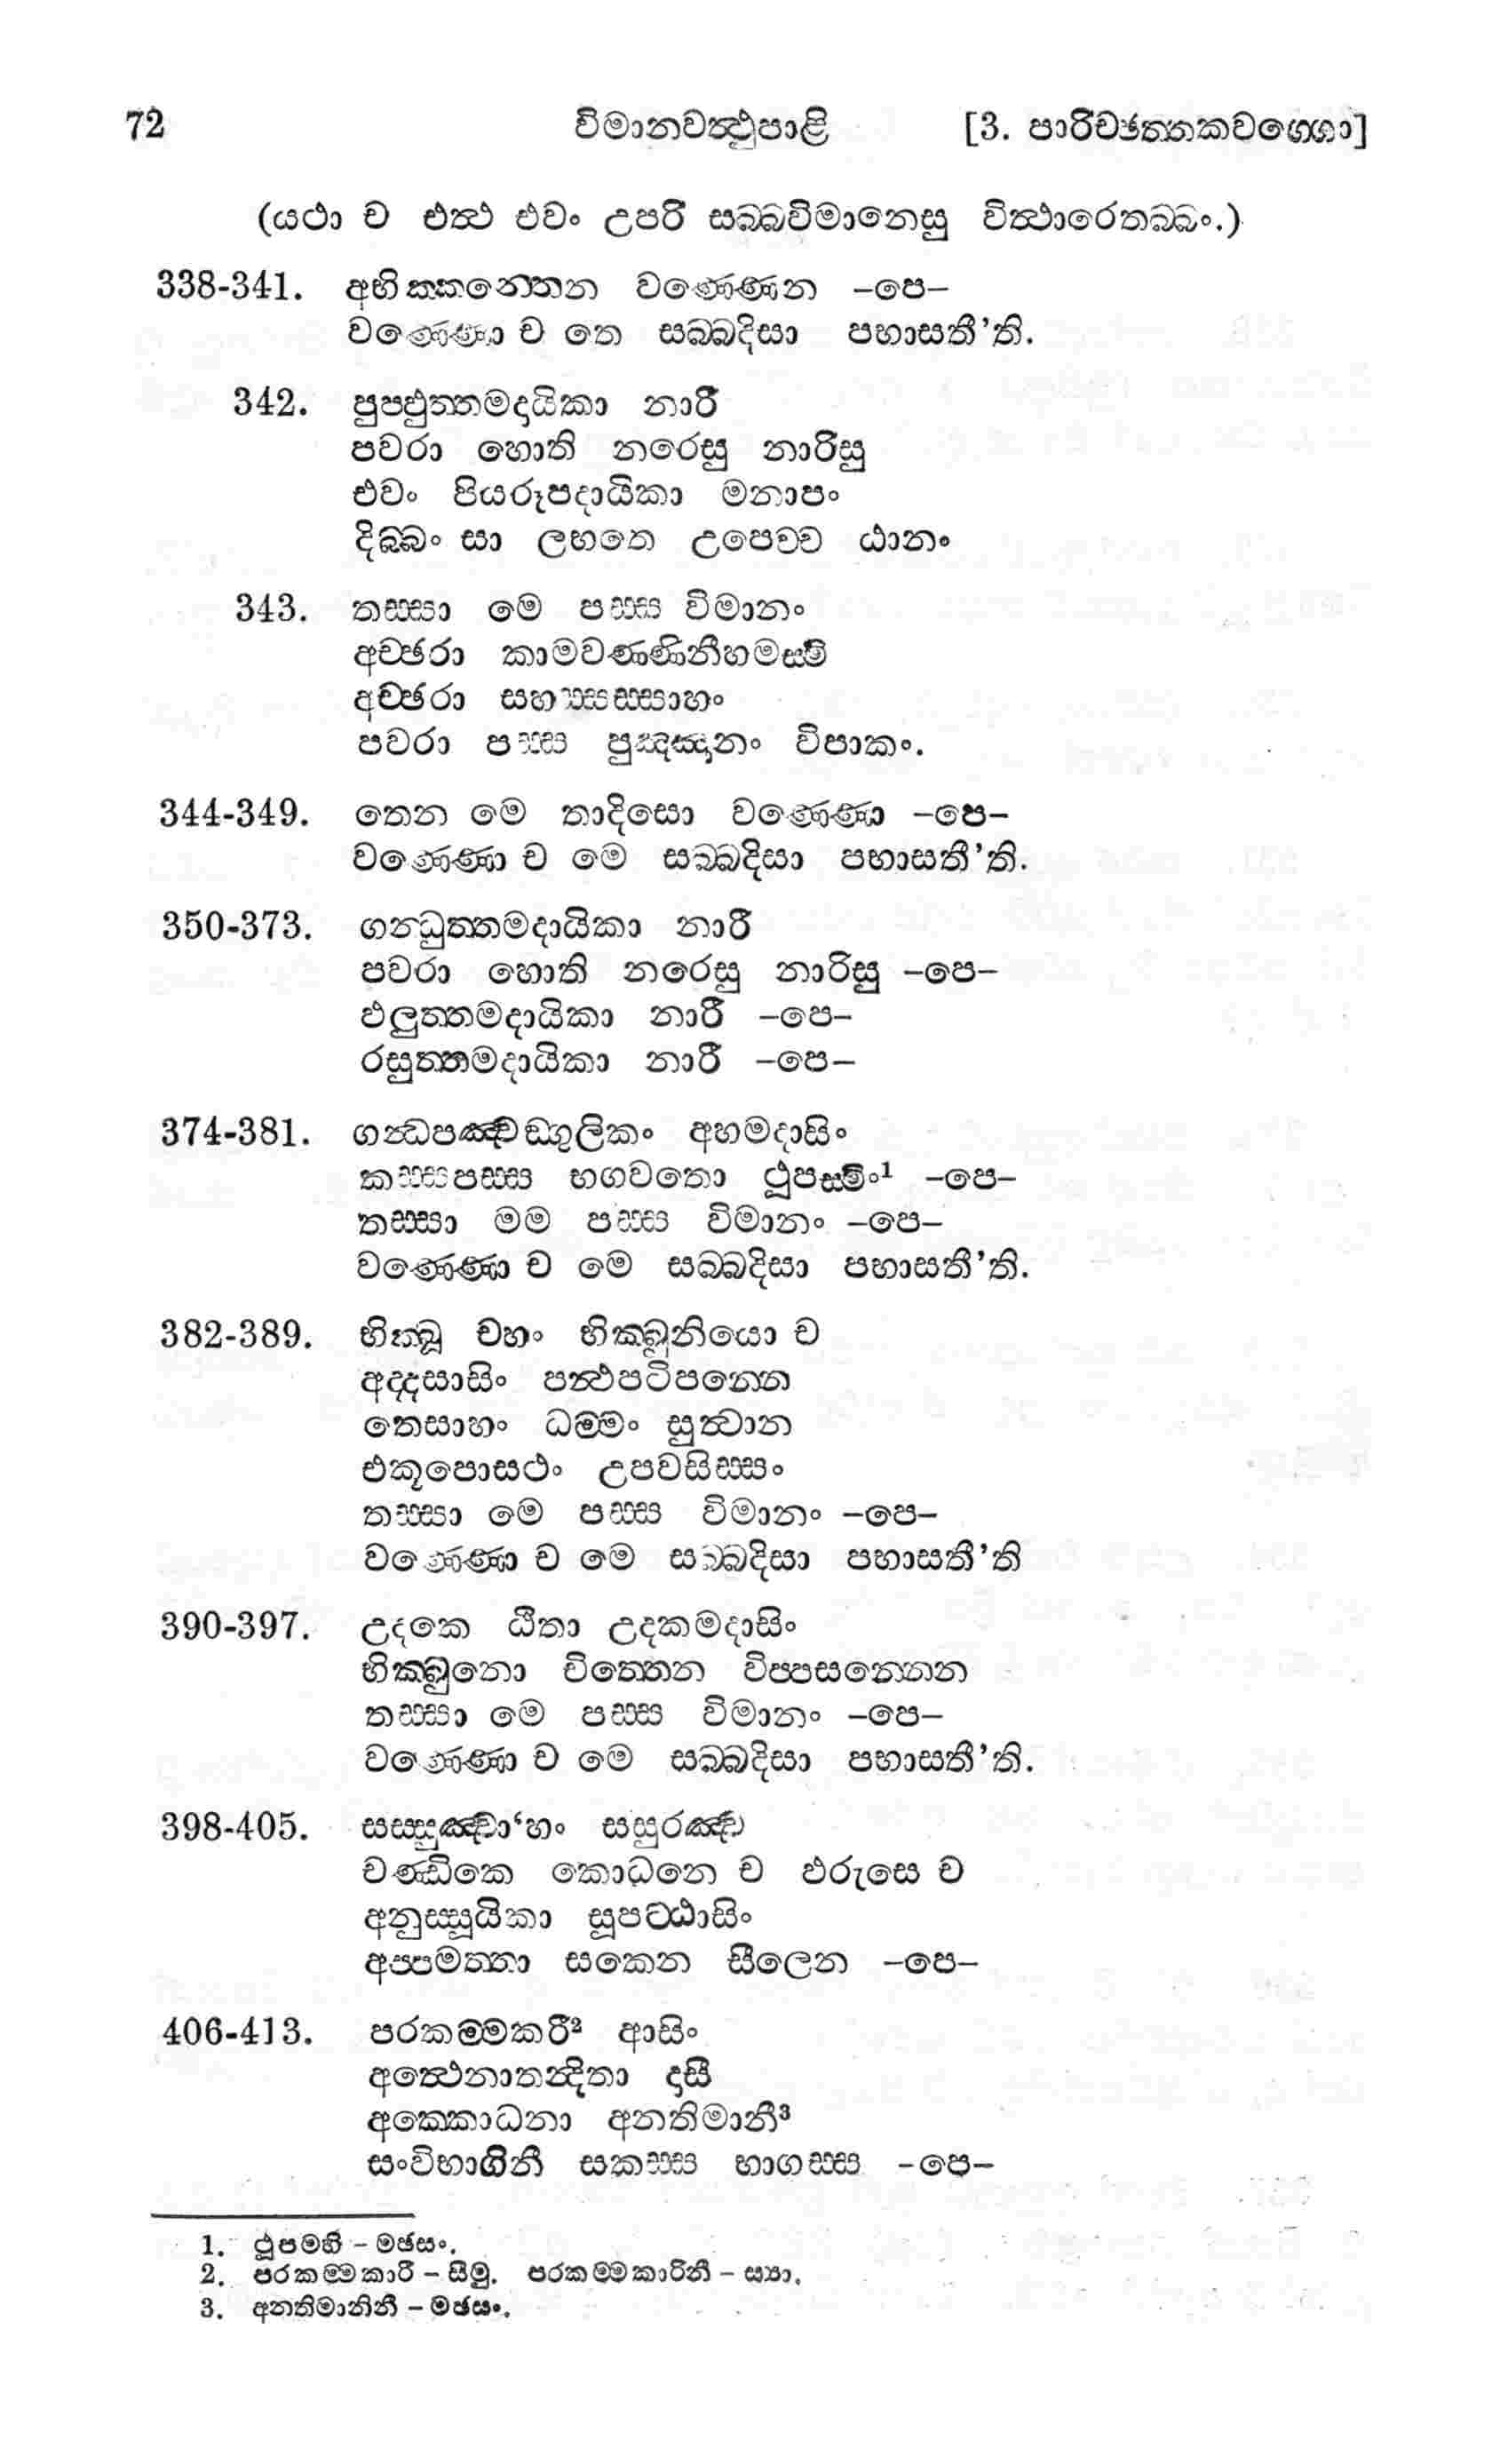 72 විමානවත්ථුපාළි [3. පාරිච්ඡත්තකවග්ගො]
(යථා ච එත්ථ එවං උපරි සබ්බවිමානෙසු විත්ථාරෙතබ්බං.)
338-341. අභික්කන්තෙන වණ්ණෙන –පෙ–
වණ්ණො ච තෙ සබ්බදිසා පභාසතී’ති.
342. පුප්ඵුත්තමදායිකා නාරී
පවරා හොති නරෙසු නාරිසු
එවං පියරූපදායිකා මනාපං
දිබ්බං සා ලභතෙ උපෙච්ච ඨානං
343. තස්සා මෙ පස්ස විමානං
අච්ඡරා කාමවණ්ණිනීහමස්මි
අච්ඡරා සහස්සස්සාහං
පවරා පස්ස පුඤ්ඤානං විපාකං.
344-349. තෙන මෙ තාදිසො වණ්ණො –පෙ–
වණ්ණො ච මෙ සබ්බදිසා පභාසතී’ති.
350-373. ගන්ධුත්තමදායිකා නාරී
පවරා හොති නරෙසු නාරිසු –පෙ–
ඵලුත්තමදායිකා නාරී –පෙ–
රසුත්තමදායිකා නාරී –පෙ–
374-381. ගන්ධපඤ්චඞ්ගුලිකං අහමදාසිං
කස්සපස්ස භගවතො ථූපස්මිං¹ –පෙ–
තස්සා මම පස්ස විමානං –පෙ–
වණ්ණො ච මෙ සබ්බදිසා පභාසතී’ති.
382-389. භික්ඛූ චහං භික්ඛුනියො ච
අද්දසාසිං පන්ථපටිපන්නෙ
තෙසාහං ධම්මං සුත්වාන
එකූපොසථං උපවසිස්සං
තස්සා මෙ පස්ස විමානං –පෙ–
වණ්ණො ච මෙ සබ්බදිසා පභාසතී’ති
390-397. උදකෙ ඨිතා උදකමදාසිං
භික්ඛුනො චිත්තෙන විප්පසන්නෙන
තස්සා මෙ පස්ස විමානං –පෙ–
වණ්ණො ච මෙ සබ්බදිසා පභාසතී’ති.
398-405. සස්සුඤ්චා‘හං සසුරඤ්ච
චණ්ඩිකෙ කොධනෙ ච ඵරුසෙ ච
අනුස්සූයිකා සූපට්ඨාසිං
අප්පමත්තා සකෙන සීලෙන –පෙ–
406-413. පරකම්මකරී² ආසිං
අත්ථෙනාතන්දිතා දාසී
අක්කොධනා අනතිමානී³
සංවිභාගිනී සකස්ස භාගස්ස –පෙ–
1. ථූපම්හි – මඡසං.
2. පරකම්මකාරී – සීමු. පරකම්මකාරිනී – ස්‍යා.
3. අනතිමානිනී – මඡසං.